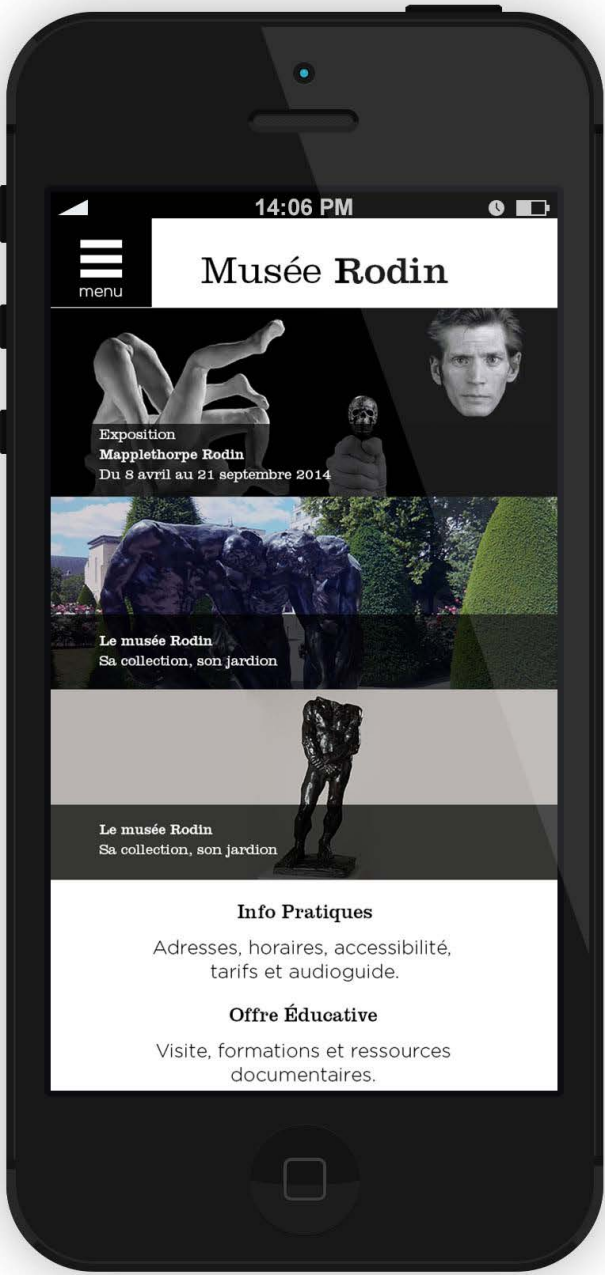 14:06 PM
menu
Musée Rodin
Exposition
Mapplethorpe Rodin
Du 8 avril au 21 septembre 2014
Le musée Rodin
Sa collection, son jardin
Le musée Rodin
Sa collection, son jardin
Info Pratiques
Adresses, horaires, accessibilité,
tarifs et audioguide.
Offre Éducative
Visite, formations et ressources
documentaires.